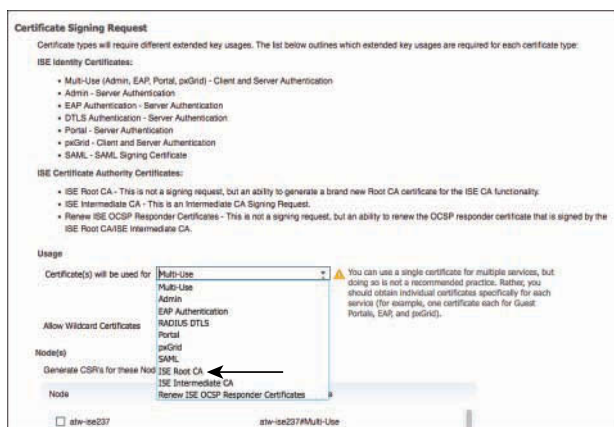 Certificate Signing Request
Certificate types will require different extended key usages. The list below outlines which extended key usages are required for each certificate type:
ISE Identity Certificates:
• Multi-Use (Admin, EAP, Portal, pxGrid) - Client and Server Authentication
• Admin - Server Authentication
• EAP Authentication - Server Authentication
• DTLS Authentication - Server Authentication
• Portal - Server Authentication
• pxGrid - Client and Server Authentication
• SAML - SAML Signing Certificate
ISE Certificate Authority Certificates:
• ISE Root CA - This is not a signing request, but an ability to generate a brand new Root CA certificate for the ISE CA functionality.
• ISE Intermediate CA - This is an Intermediate CA Signing Request.
• Renew ISE OCSP Responder Certificates - This is not a signing request, but an ability to renew the OCSP responder certificate that is signed by the
ISE Root CA/ISE Intermediate CA.
Usage
Certificate(s) will be used for Multi-Use
You can use a single certificate for multiple services, but
doing so is not a recommended practice. Rather, you
should obtain individual certificates specifically for each
service (for example, one certificate each for Guest
Portals, EAP, and pxGrid).
Multi-Use
Admin
EAP Authentication
RADIUS DTLS
Allow Wildcard Certificates
Portal
pxGrid
SAML
Node(s)
Generate CSR's for these Nod
ISE Root CA
ISE Intermediate CA
Renew ISE OCSP Responder Certificates
Node
atw-ise237 atw-ise237#Multi-Use